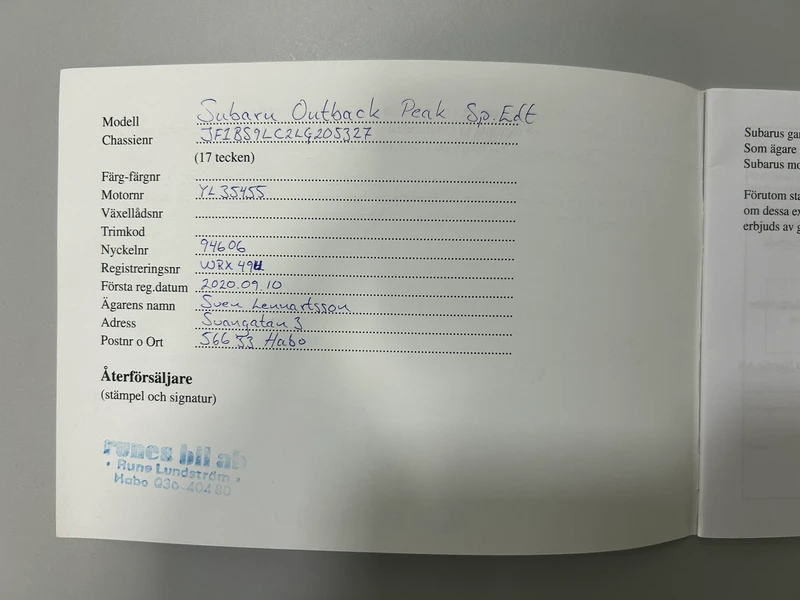 Modell Subaru Outback Peak Sp.Edt
Chassienr JF1BS9LC2LG205327
(17 tecken)
Färg-färgnr
Motornr YL35455
Växellådsnr
Trimkod
Nyckelnr 94606
Registreringsnr WRX 49U
Första reg.datum 2020.09.10
Ägarens namn Sven Lennartsson
Adress Svangatan 3
Postnr o Ort 566 33 Habo
Återförsäljare
(stämpel och signatur)
runes bil ab
• Rune Lundström •
Habo 036-404 80
Subarus ga
Som ägare
Subarus mo
Förutom sta
om dessa ex
erbjuds av g